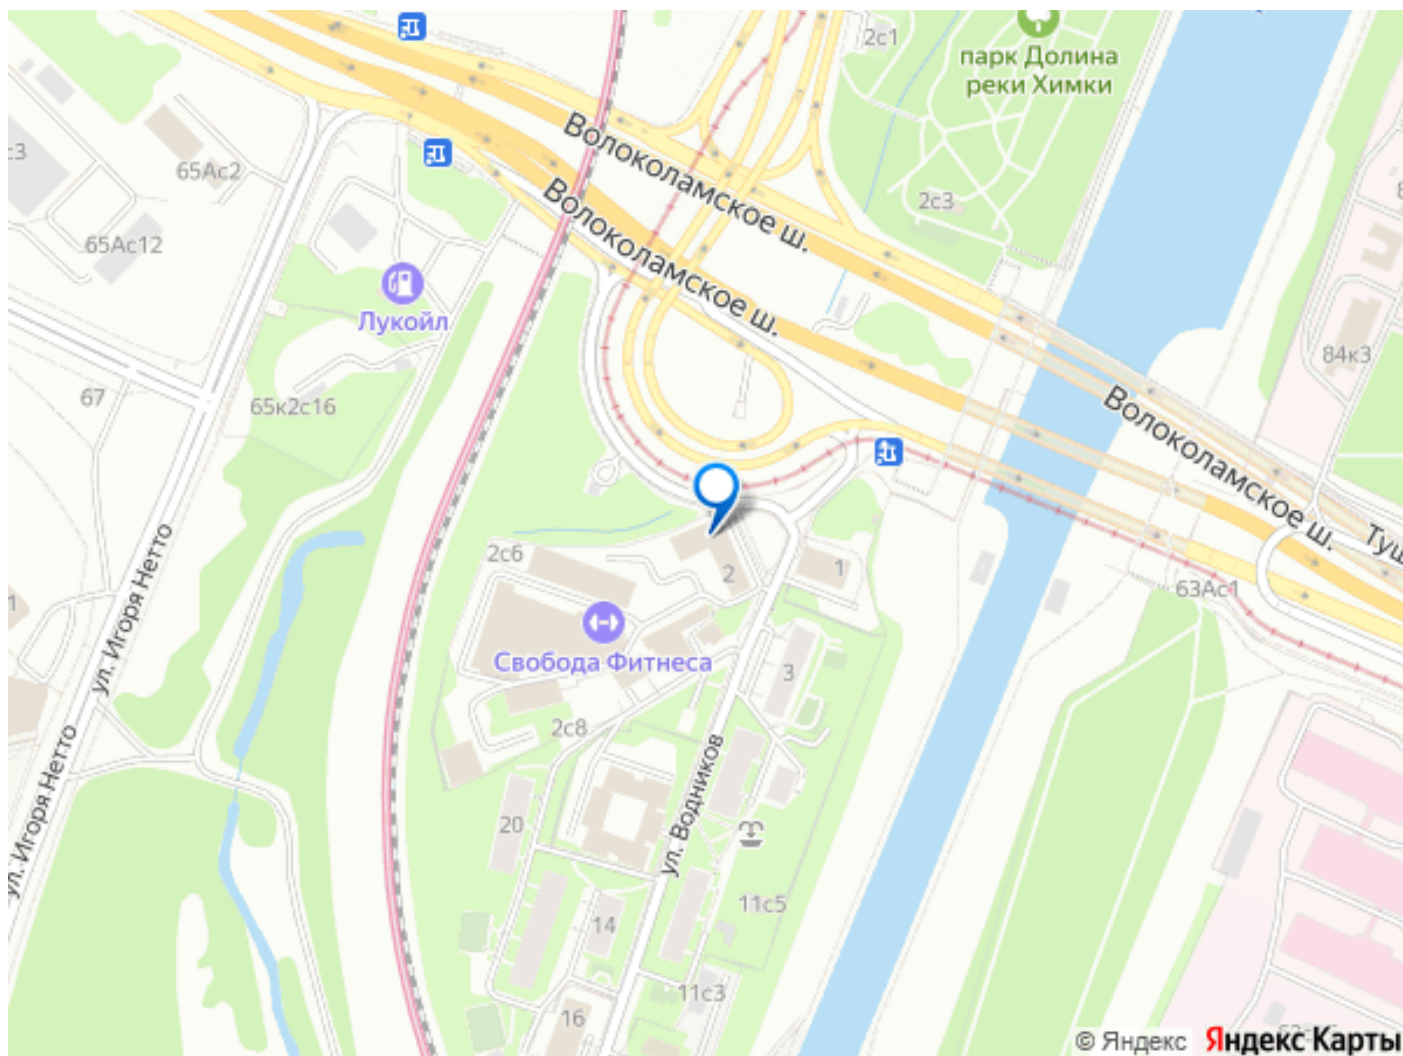 2с1
парк Долина
реки Химки
Волоколамское ш.
65Ас2
Волоколамское ш.
2с3
65Ас12
Лукойл
84к3
67
65к2с16
Волоколамское ш.
ул. Игоря Нетто
2с6
2
1
63Ас1
Свобода Фитнеса
3
2с8
ул. Водников
ул. Игоря Нетто
20
11с5
14
11с3
16
© Яндекс
Яндекс Карты